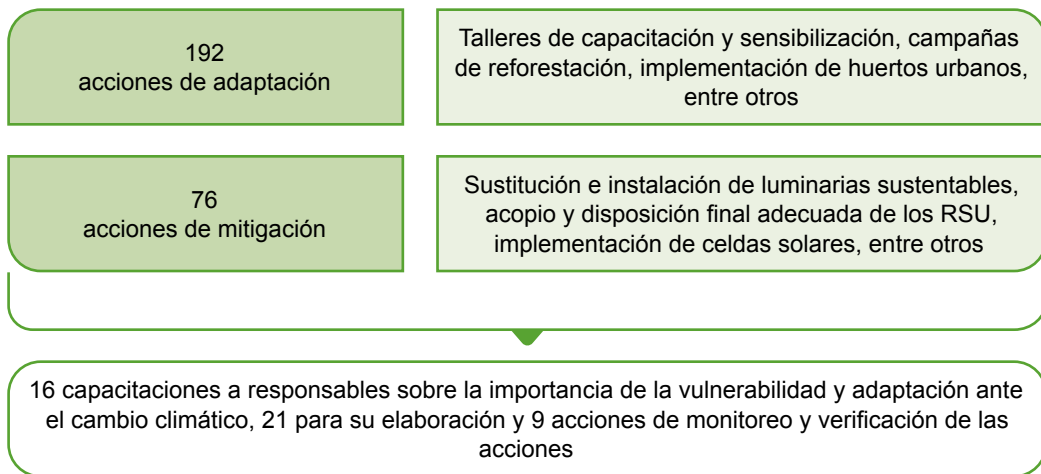 192
acciones de adaptación
Talleres de capacitación y sensibilización, campañas
de reforestación, implementación de huertos urbanos,
entre otros
76
acciones de mitigación
Sustitución e instalación de luminarias sustentables,
acopio y disposición final adecuada de los RSU,
implementación de celdas solares, entre otros
16 capacitaciones a responsables sobre la importancia de la vulnerabilidad y adaptación ante
el cambio climático, 21 para su elaboración y 9 acciones de monitoreo y verificación de las
acciones